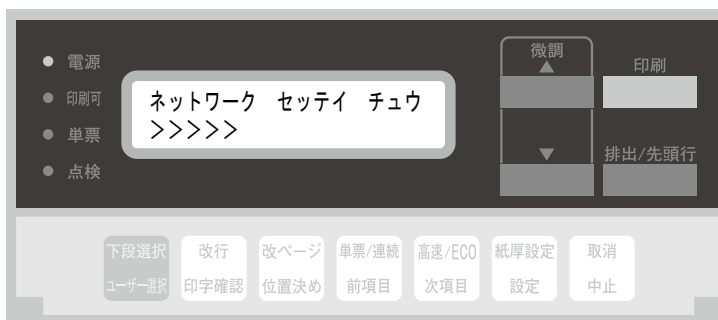 電源
印刷可
単票
点検
ネットワーク セッテイ チュウ
>>>>>
微調
▲
▼
印刷
排出/先頭行
下段選択 改行 改ページ 単票/連続 高速/ECO 紙厚設定 取消
ユーザー選択 印字確認 位置決め 前項目 次項目 設定 中止